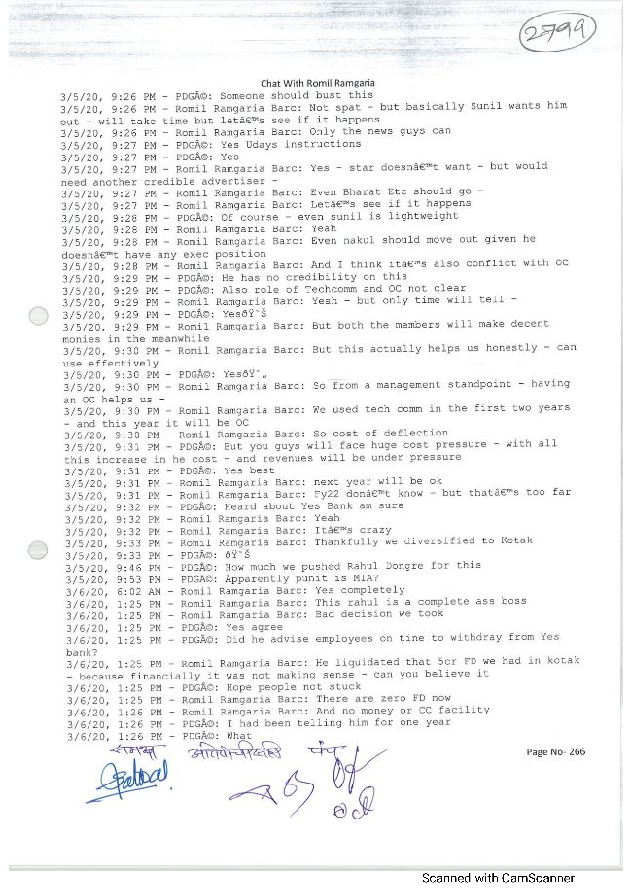 2799
Chat With Romil Ramgaria
3/5/20, 9:26 PM - PDGÃ©: Someone should bust this
3/5/20, 9:26 PM - Romil Ramgaria Barc: Not spat - but basically Sunil wants him
out - will take time but letâ€™s see if it happens
3/5/20, 9:26 PM - Romil Ramgaria Barc: Only the news guys can
3/5/20, 9:27 PM - PDGÃ©: Yes Udays instructions
3/5/20, 9:27 PM - PDGÃ©: Yes
3/5/20, 9:27 PM - Romil Ramgaria Barc: Yes - star doesnâ€™t want - but would
need another credible advertiser -
3/5/20, 9:27 PM - Romil Ramgaria Barc: Even Bharat Etc should go -
3/5/20, 9:27 PM - Romil Ramgaria Barc: Letâ€™s see if it happens
3/5/20, 9:28 PM - PDGÃ©: Of course - even sunil is lightweight
3/5/20, 9:28 PM - Romil Ramgaria Barc: Yeah
3/5/20, 9:28 PM - Romil Ramgaria Barc: Even nakul should move out given he
doesnâ€™t have any exec position
3/5/20, 9:28 PM - Romil Ramgaria Barc: And I think itâ€™s also conflict with OC
3/5/20, 9:29 PM - PDGÃ©: He has no credibility on this
3/5/20, 9:29 PM - PDGÃ©: Also role of Techcomm and OC not clear
3/5/20, 9:29 PM - Romil Ramgaria Barc: Yeah - but only time will tell -
3/5/20, 9:29 PM - PDGÃ©: YesðŸ˜Š
3/5/20, 9:29 PM - Romil Ramgaria Barc: But both the members will make decent
monies in the meanwhile
3/5/20, 9:30 PM - Romil Ramgaria Barc: But this actually helps us honestly - can
use effectively
3/5/20, 9:30 PM - PDGÃ©: YesðŸ˜„
3/5/20, 9:30 PM - Romil Ramgaria Barc: So from a management standpoint - having
an OC helps us -
3/5/20, 9:30 PM - Romil Ramgaria Barc: We used tech comm in the first two years
- and this year it will be OC
3/5/20, 9:30 PM - Romil Ramgaria Barc: So cost of deflection
3/5/20, 9:31 PM - PDGÃ©: But you guys will face huge cost pressure - with all
this increase in he cost - and revenues will be under pressure
3/5/20, 9:31 PM - PDGÃ©: Yes best
3/5/20, 9:31 PM - Romil Ramgaria Barc: next year will be ok
3/5/20, 9:31 PM - Romil Ramgaria Barc: Fy22 donâ€™t know - but thatâ€™s too far
3/5/20, 9:32 PM - PDGÃ©: Heard about Yes Bank am sure
3/5/20, 9:32 PM - Romil Ramgaria Barc: Yeah
3/5/20, 9:32 PM - Romil Ramgaria Barc: Itâ€™s crazy
3/5/20, 9:33 PM - Romil Ramgaria Barc: Thankfully we diversified to Kotak
3/5/20, 9:33 PM - PDGÃ©: ðŸ˜Š
3/5/20, 9:46 PM - PDGÃ©: How much we pushed Rahul Dongre for this
3/5/20, 9:53 PM - PDGÃ©: Apparently punit is MIA?
3/6/20, 6:02 AM - Romil Ramgaria Barc: Yes completely
3/6/20, 1:25 PM - Romil Ramgaria Barc: This rahul is a complete ass boss
3/6/20, 1:25 PM - Romil Ramgaria Barc: Bad decision we took
3/6/20, 1:25 PM - PDGÃ©: Yes agree
3/6/20, 1:25 PM - PDGÃ©: Did he advise employees on time to withdray from Yes
bank?
3/6/20, 1:25 PM - Romil Ramgaria Barc: He liquidated that 5cr FD we had in kotak
- because financially it was not making sense - can you believe it
3/6/20, 1:25 PM - PDGÃ©: Hope people not stuck
3/6/20, 1:25 PM - Romil Ramgaria Barc: There are zero FD now
3/6/20, 1:26 PM - Romil Ramgaria Barc: And no money or CC facility
3/6/20, 1:26 PM - PDGÃ©: I had been telling him for one year
3/6/20, 1:26 PM - PDGÃ©: What
पंच
Page No- 266
Scanned with CamScanner